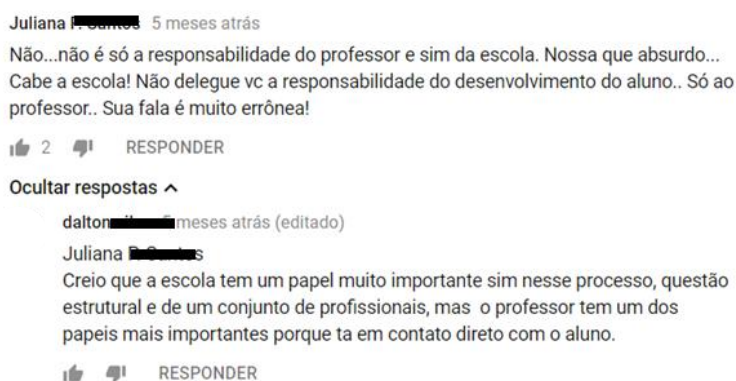 Juliana 5 meses atrás
Não...não é só a responsabilidade do professor e sim da escola. Nossa que absurdo...
Cabe a escola! Não delegue vc a responsabilidade do desenvolvimento do aluno.. Só ao
professor.. Sua fala é muito errônea!
2 RESPONDER
Ocultar respostas
dalton meses atrás (editado)
Juliana
Creio que a escola tem um papel muito importante sim nesse processo, questão
estrutural e de um conjunto de profissionais, mas o professor tem um dos
papeis mais importantes porque ta em contato direto com o aluno.
RESPONDER